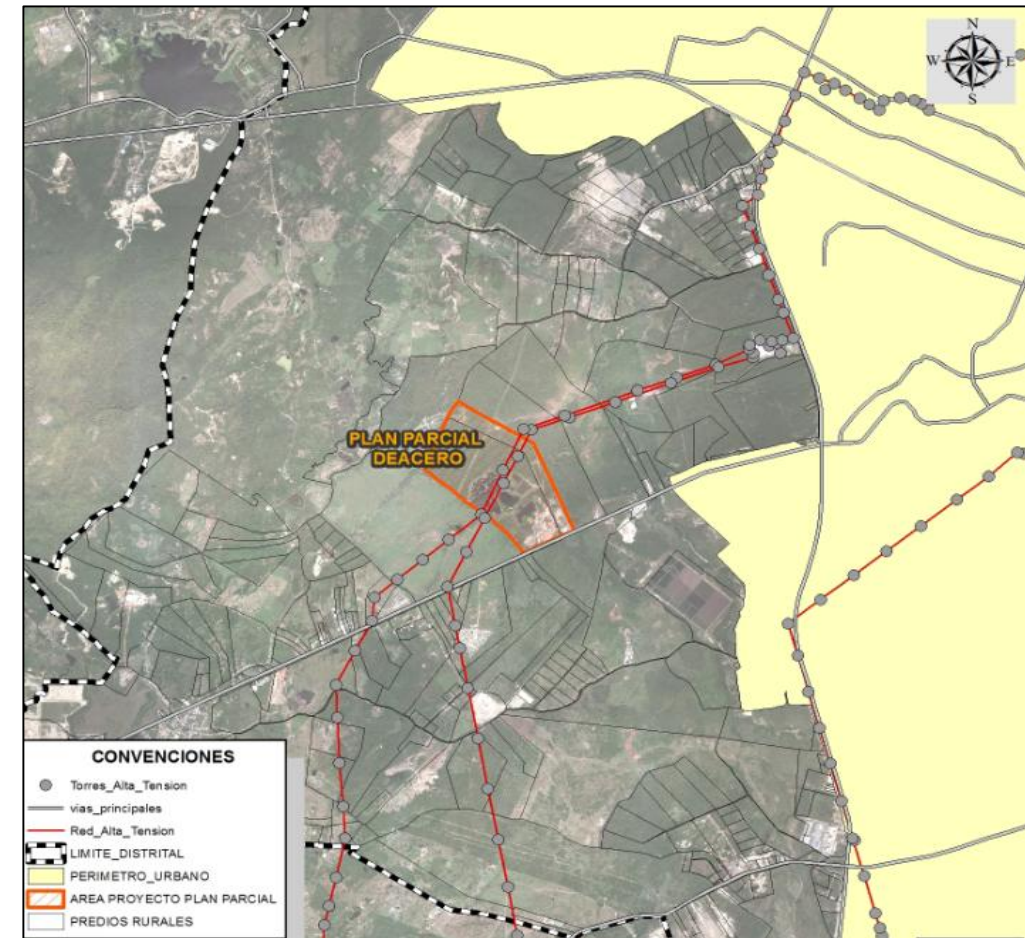 N
W
E
S
PLAN PARCIAL
DEACERO
CONVENCIONES
Torres_Alta_Tension
vias_principales
Red_Alta_Tension
LIMITE_DISTRITAL
PERIMETRO_URBANO
AREA PROYECTO PLAN PARCIAL
PREDIOS RURALES